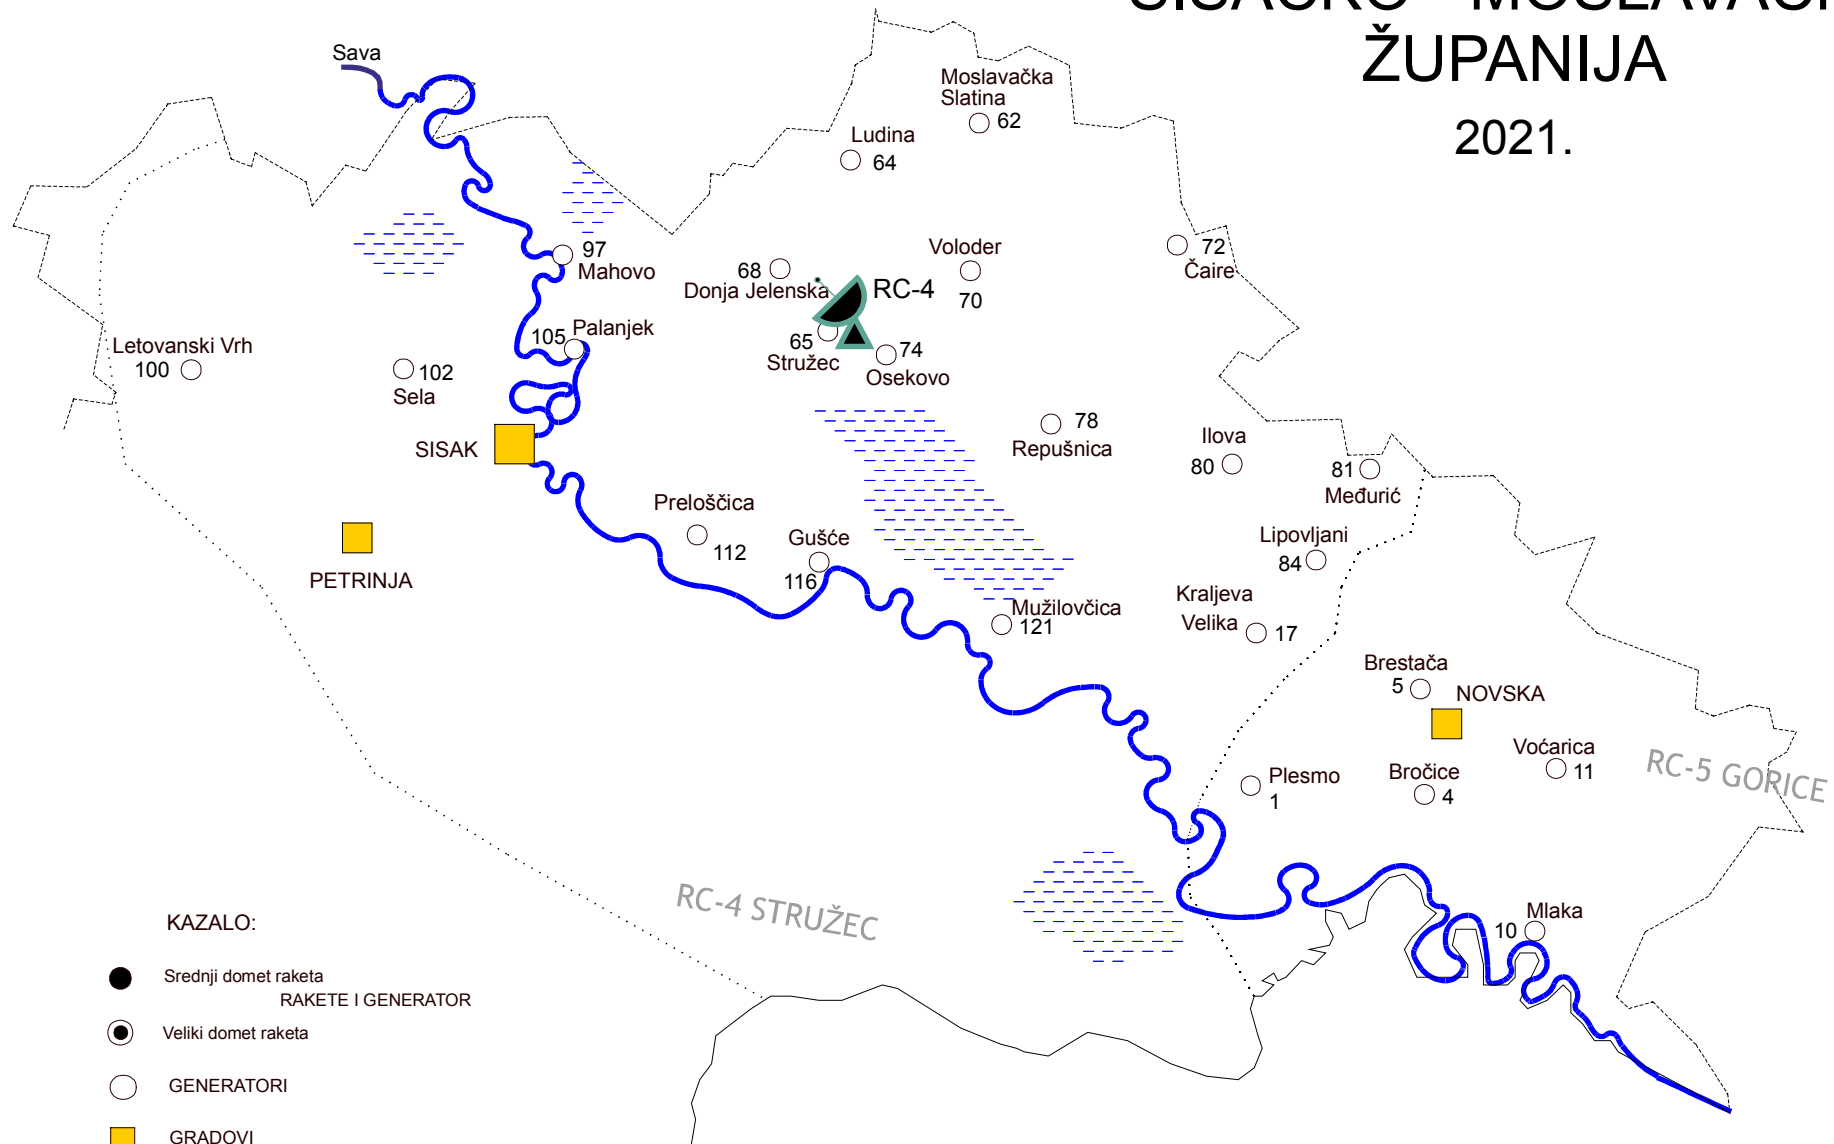 SISAČKO - MOSLAVAČKA
ŽUPANIJA
2021.
Sava
Moslavačka
Slatina
62
Ludina
64
97
Mahovo
68
Donja Jelenska
RC-4
Voloder
70
72
Čaire
Letovanski Vrh
100
102
Sela
105
Palanjek
65
Stružec
74
Osekovo
SISAK
78
Repušnica
Ilova
80
81
Međurić
PETRINJA
Preloščica
112
Gušće
116
Lipovljani
84
Mužilovčica
121
Kraljeva
Velika
17
Brestača
5
NOVSKA
Plesmo
1
Bročice
4
Voćarica
11
RC-5 GORICE
RC-4 STRUŽEC
Mlaka
10
KAZALO:
Srednji domet raketa
RAKETE I GENERATOR
Veliki domet raketa
GENERATORI
GRADOVI